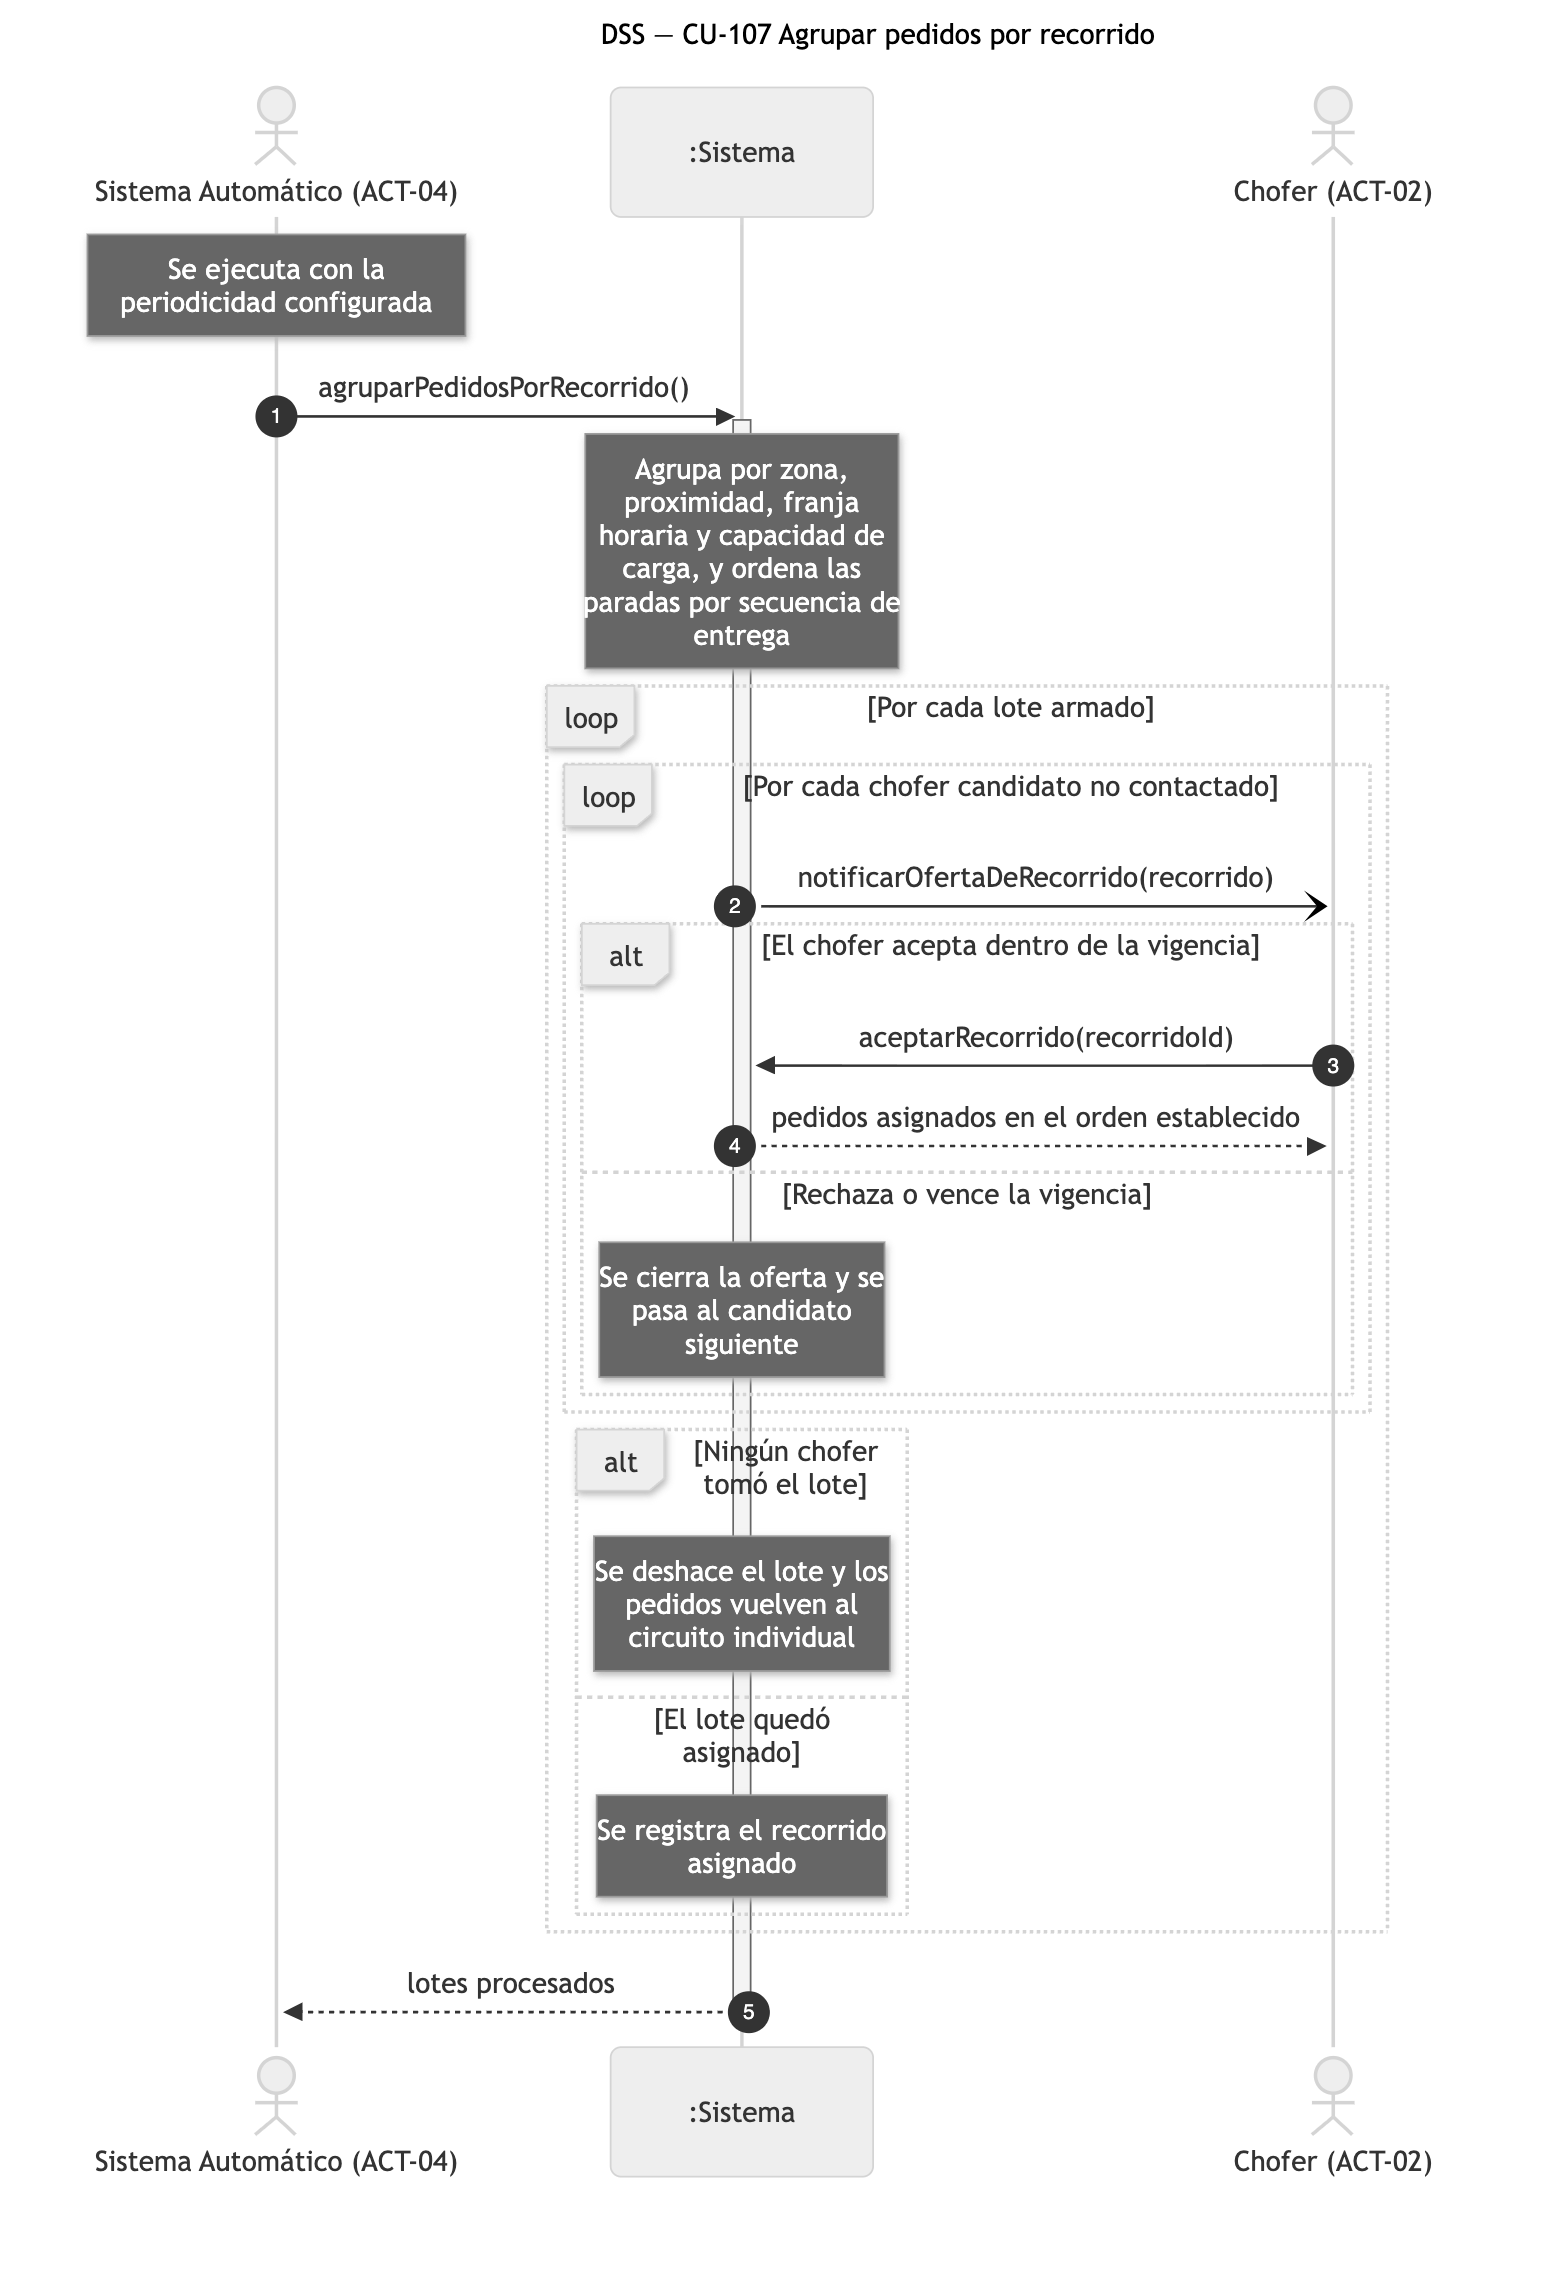 DSS — CU-107 Agrupar pedidos por recorrido
Sistema Automático (ACT-04)
:Sistema
Chofer (ACT-02)
Se ejecuta con la
periodicidad configurada
agruparPedidosPorRecorrido()
1
Agrupa por zona,
proximidad, franja
horaria y capacidad de
carga, y ordena las
paradas por secuencia de
entrega
loop
[Por cada lote armado]
loop
[Por cada chofer candidato no contactado]
notificarOfertaDeRecorrido(recorrido)
2
alt
[El chofer acepta dentro de la vigencia]
aceptarRecorrido(recorridoId)
3
pedidos asignados en el orden establecido
4
[Rechaza o vence la vigencia]
Se cierra la oferta y se
pasa al candidato
siguiente
alt
[Ningún chofer
tomó el lote]
Se deshace el lote y los
pedidos vuelven al
circuito individual
[El lote quedó
asignado]
Se registra el recorrido
asignado
lotes procesados
5
Sistema Automático (ACT-04)
:Sistema
Chofer (ACT-02)